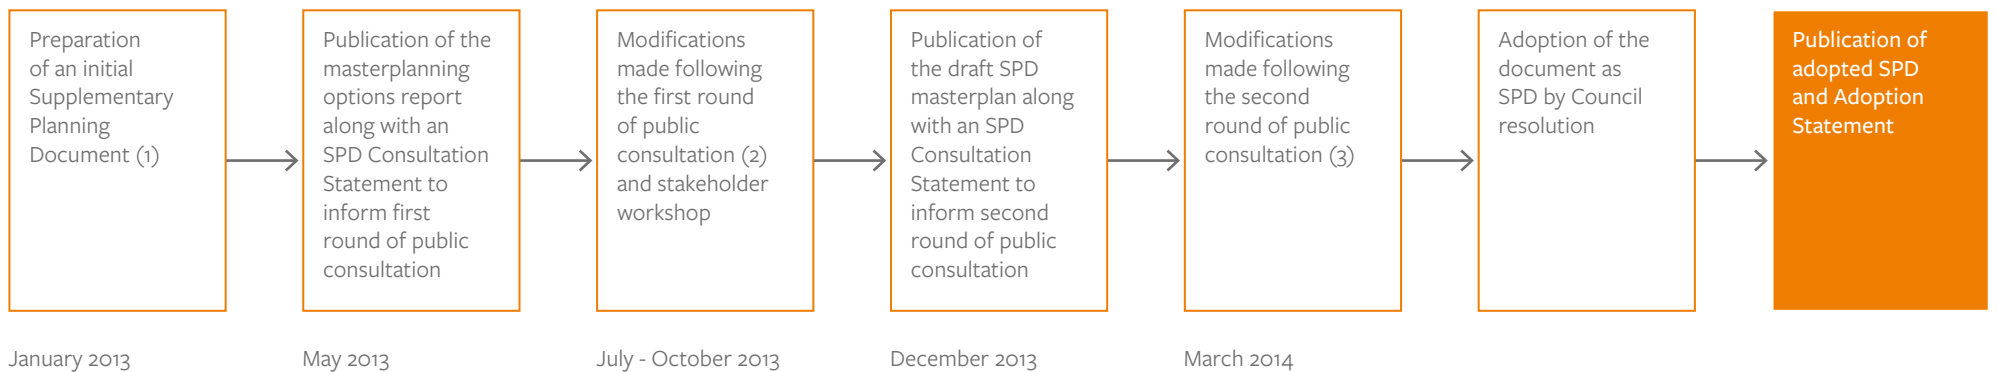 Preparation
of an initial
Supplementary
Planning
Document (1)
Publication of the
masterplanning
options report
along with an
SPD Consultation
Statement to
inform first
round of public
consultation
Modifications
made following
the first round
of public
consultation (2)
and stakeholder
workshop
Publication of
the draft SPD
masterplan along
with an SPD
Consultation
Statement to
inform second
round of public
consultation
Modifications
made following
the second
round of public
consultation (3)
Adoption of the
document as
SPD by Council
resolution
Publication of
adopted SPD
and Adoption
Statement
January 2013
May 2013
July - October 2013
December 2013
March 2014